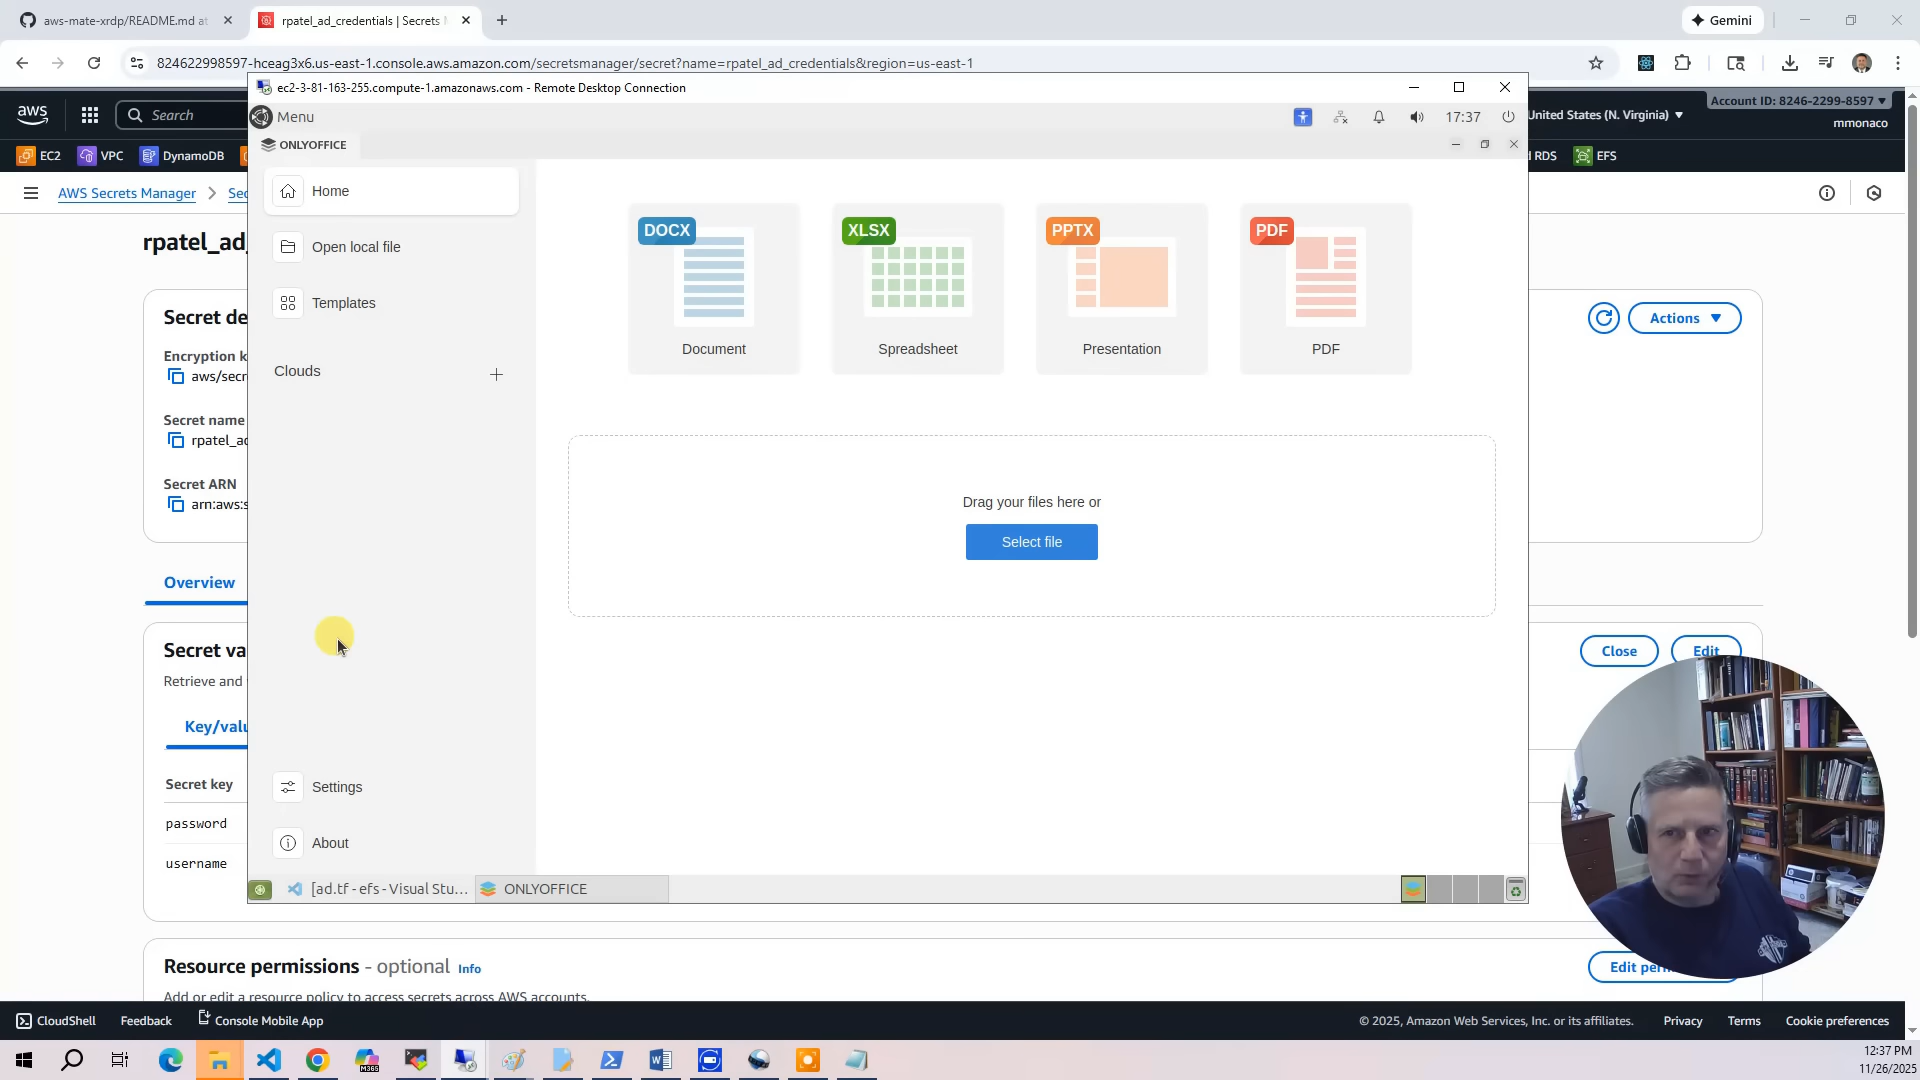 aws-mate-xrdp/README.md at
rpatel_ad_credentials | Secrets M
Gemini
824622998597-hceag3x6.us-east-1.console.aws.amazon.com/secretsmanager/secret?name=rpatel_ad_credentials&region=us-east-1
ec2-3-81-163-255.compute-1.amazonaws.com - Remote Desktop Connection
aws
Search
Account ID: 8246-2299-8597
United States (N. Virginia)
mmonaco
Menu
17:37
EC2
VPC
DynamoDB
RDS
EFS
ONLYOFFICE
AWS Secrets Manager
Sec
Home
Open local file
Templates
Clouds
Settings
About
DOCX
Document
XLSX
Spreadsheet
PPTX
Presentation
PDF
PDF
Drag your files here or
Select file
rpatel_ad_
Secret de
Actions
Encryption k
aws/secr
Secret name
rpatel_ad
Secret ARN
arn:aws:s
Overview
Secret va
Close
Edit
Retrieve and
Key/valu
Secret key
password
username
[ad.tf - efs - Visual Stu...
ONLYOFFICE
Resource permissions - optional Info
Edit perm
Add or edit a resource policy to access secrets across AWS accounts.
CloudShell
Feedback
Console Mobile App
© 2025, Amazon Web Services, Inc. or its affiliates.
Privacy
Terms
Cookie preferences
M365
12:37 PM
11/26/2025